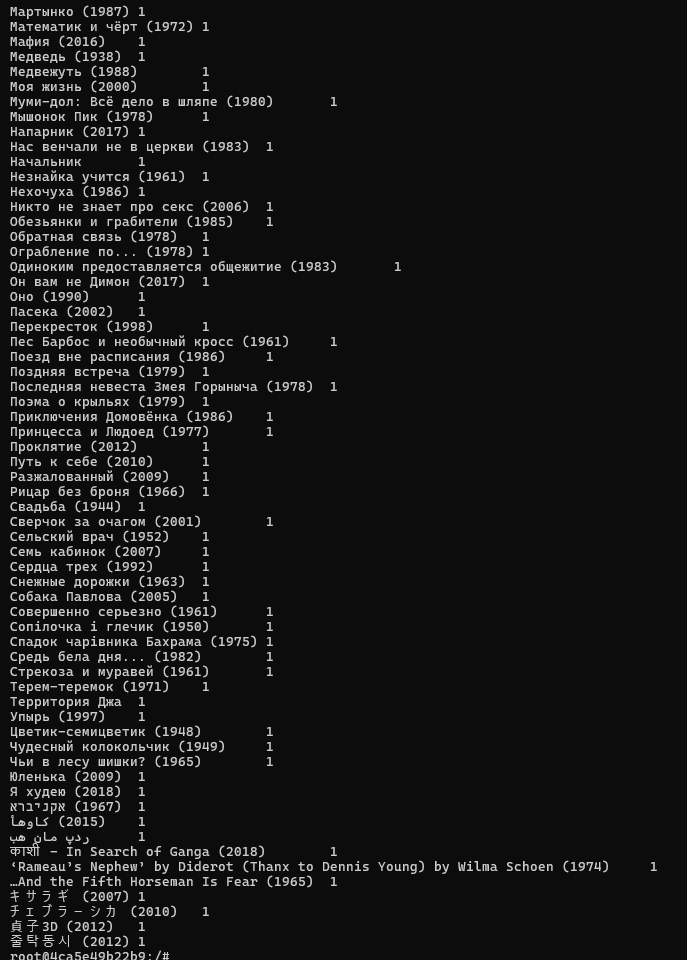 Мартынко (1987) 1
Математик и чёрт (1972) 1
Мафия (2016) 1
Медведь (1938) 1
Медвежуть (1988) 1
Моя жизнь (2000) 1
Муми-дол: Всё дело в шляпе (1980) 1
Мышонок Пик (1978) 1
Напарник (2017) 1
Нас венчали не в церкви (1983) 1
Начальник 1
Незнайка учится (1961) 1
Нехочуха (1986) 1
Никто не знает про секс (2006) 1
Обезьянки и грабители (1985) 1
Обратная связь (1978) 1
Ограбление по... (1978) 1
Одиноким предоставляется общежитие (1983) 1
Он вам не Димон (2017) 1
Оно (1990) 1
Пасека (2002) 1
Перекресток (1998) 1
Пес Барбос и необычный кросс (1961) 1
Поезд вне расписания (1986) 1
Поздняя встреча (1979) 1
Последняя невеста Змея Горыныча (1978) 1
Поэма о крыльях (1979) 1
Приключения Домовёнка (1986) 1
Принцесса и Людоед (1977) 1
Проклятие (2012) 1
Путь к себе (2010) 1
Разжалованный (2009) 1
Рицар без броня (1966) 1
Свадьба (1944) 1
Сверчок за очагом (2001) 1
Сельский врач (1952) 1
Семь кабинок (2007) 1
Сердца трех (1992) 1
Снежные дорожки (1963) 1
Собака Павлова (2005) 1
Совершенно серьезно (1961) 1
Сопілочка і глечик (1950) 1
Спадок чарівника Бахрама (1975) 1
Средь бела дня... (1982) 1
Стрекоза и муравей (1961) 1
Терем-теремок (1971) 1
Территория Джа 1
Упырь (1997) 1
Цветик-семицветик (1948) 1
Чудесный колокольчик (1949) 1
Чьи в лесу шишки? (1965) 1
Юленька (2009) 1
Я худею (2018) 1
אקניברא (1967) 1
كاوهأ (2015) 1
ردپ مان هب 1
काशी - In Search of Ganga (2018) 1
‘Rameau’s Nephew’ by Diderot (Thanx to Dennis Young) by Wilma Schoen (1974) 1
…And the Fifth Horseman Is Fear (1965) 1
キサラギ (2007) 1
チェブラーシカ (2010) 1
貞子3D (2012) 1
줄탁동시 (2012) 1
root@4ca5e49b22b9:/#